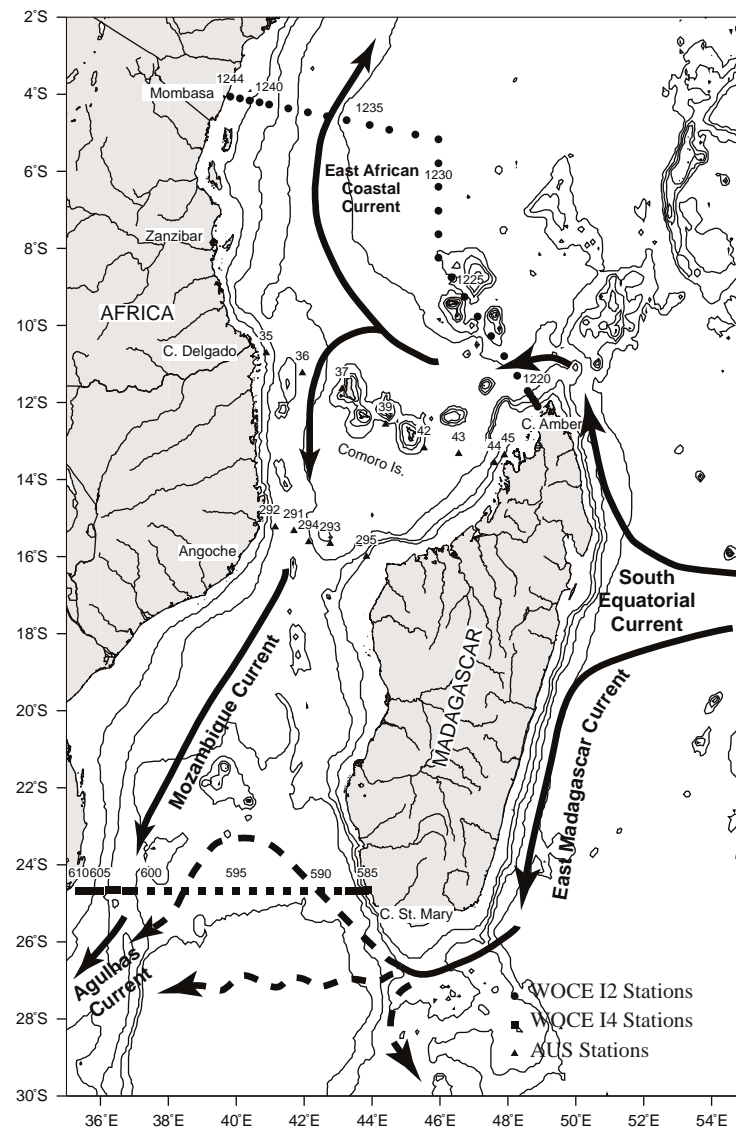 2°S
4°S
6°S
8°S
10°S
12°S
14°S
16°S
18°S
20°S
22°S
24°S
26°S
28°S
30°S
1244
1240
Mombasa
1235
East African
Coastal
Current
1230
Zanzibar
1225
AFRICA
35
C. Delgado
36
37
1220
39
C. Amber
42
43
44
45
Comoro Is.
292
291
294
293
295
Angoche
South
Equatorial
Current
MADAGASCAR
Mozambique Current
East Madagascar Current
610
605
600
595
590
585
C. St. Mary
Agulhas
Current
WOCE I2 Stations
WOCE I4 Stations
AUS Stations
36°E
38°E
40°E
42°E
44°E
46°E
48°E
50°E
52°E
54°E